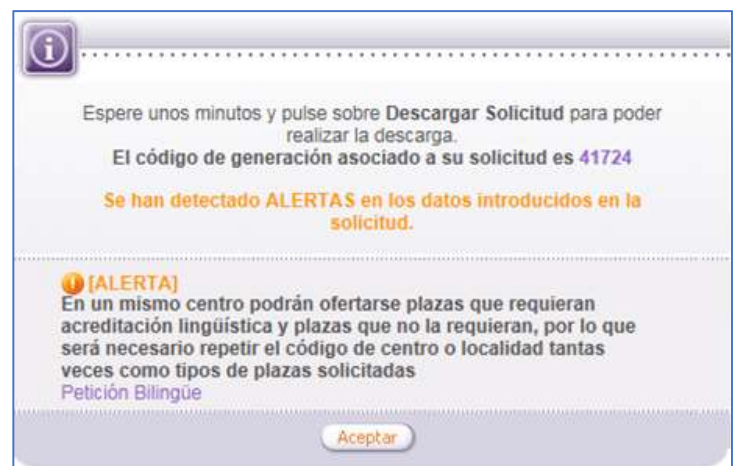 Espere unos minutos y pulse sobre Descargar Solicitud para poder
realizar la descarga.
El código de generación asociado a su solicitud es 41724
Se han detectado ALERTAS en los datos introducidos en la
solicitud.
[ALERTA]
En un mismo centro podrán ofertarse plazas que requieran
acreditación lingüística y plazas que no la requieran, por lo que
será necesario repetir el código de centro o localidad tantas
veces como tipos de plazas solicitadas
Petición Bilingüe
Aceptar